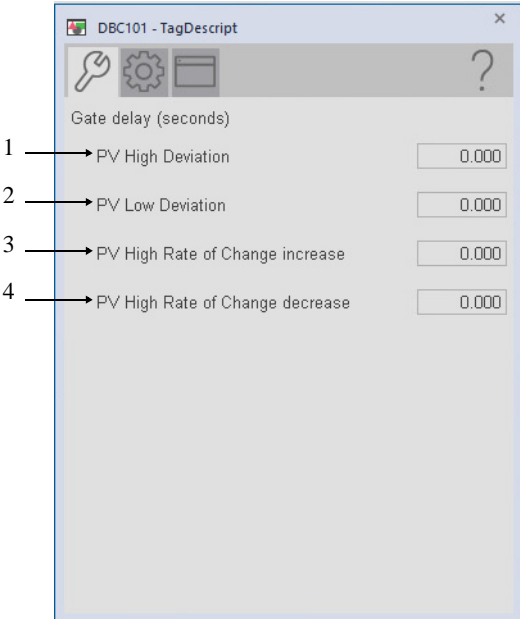 DBC101 - TagDescript ×
?
Gate delay (seconds)
1 PV High Deviation 0.000
2 PV Low Deviation 0.000
3 PV High Rate of Change increase 0.000
4 PV High Rate of Change decrease 0.000